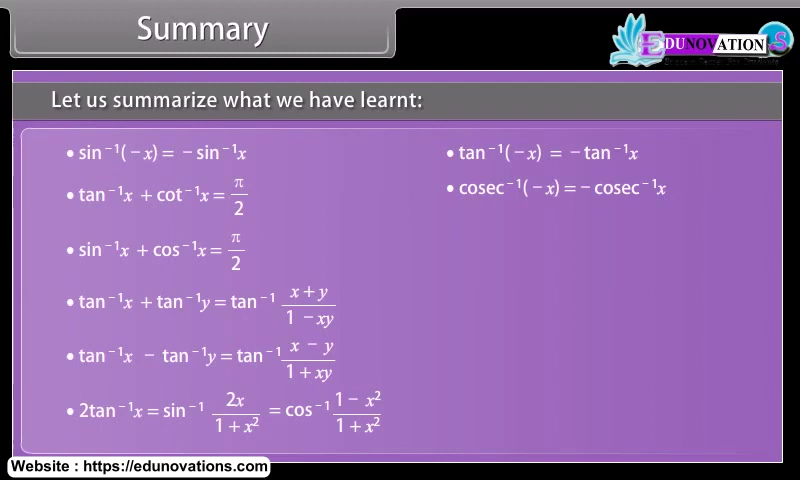 Summary
EDUNOVATIONS
Let us summarize what we have learnt:
• sin⁻¹(−x) = −sin⁻¹x
• tan⁻¹x + cot⁻¹x = π/2
• sin⁻¹x + cos⁻¹x = π/2
• tan⁻¹x + tan⁻¹y = tan⁻¹ (x + y)/(1 − xy)
• tan⁻¹x − tan⁻¹y = tan⁻¹ (x − y)/(1 + xy)
• 2tan⁻¹x = sin⁻¹ 2x/(1 + x²) = cos⁻¹ (1 − x²)/(1 + x²)
• tan⁻¹(−x) = −tan⁻¹x
• cosec⁻¹(−x) = −cosec⁻¹x
Website : https://edunovations.com